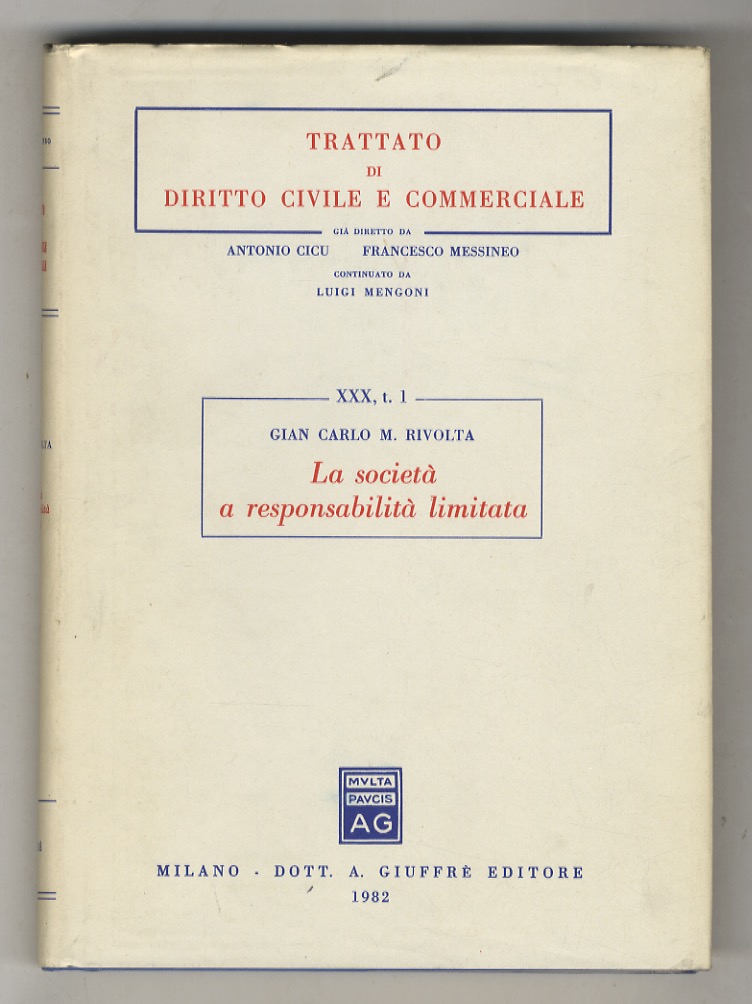 TRATTATO
DI
DIRITTO CIVILE E COMMERCIALE
GIÀ DIRETTO DA
ANTONIO CICU FRANCESCO MESSINEO
CONTINUATO DA
LUIGI MENGONI
XXX, t. 1
GIAN CARLO M. RIVOLTA
La società
a responsabilità limitata
MVLTA
PAVCIS
AG
MILANO - DOTT. A. GIUFFRÈ EDITORE
1982